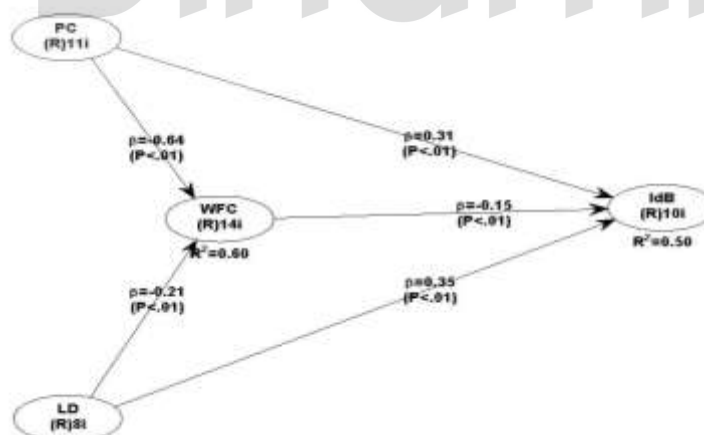 PC
(R)11i
β=-0.64
(P<.01)
β=0.31
(P<.01)
WFC
(R)14i
R²=0.60
β=-0.15
(P<.01)
IdB
(R)10i
R²=0.50
β=-0.21
(P<.01)
β=0.35
(P<.01)
LD
(R)8i